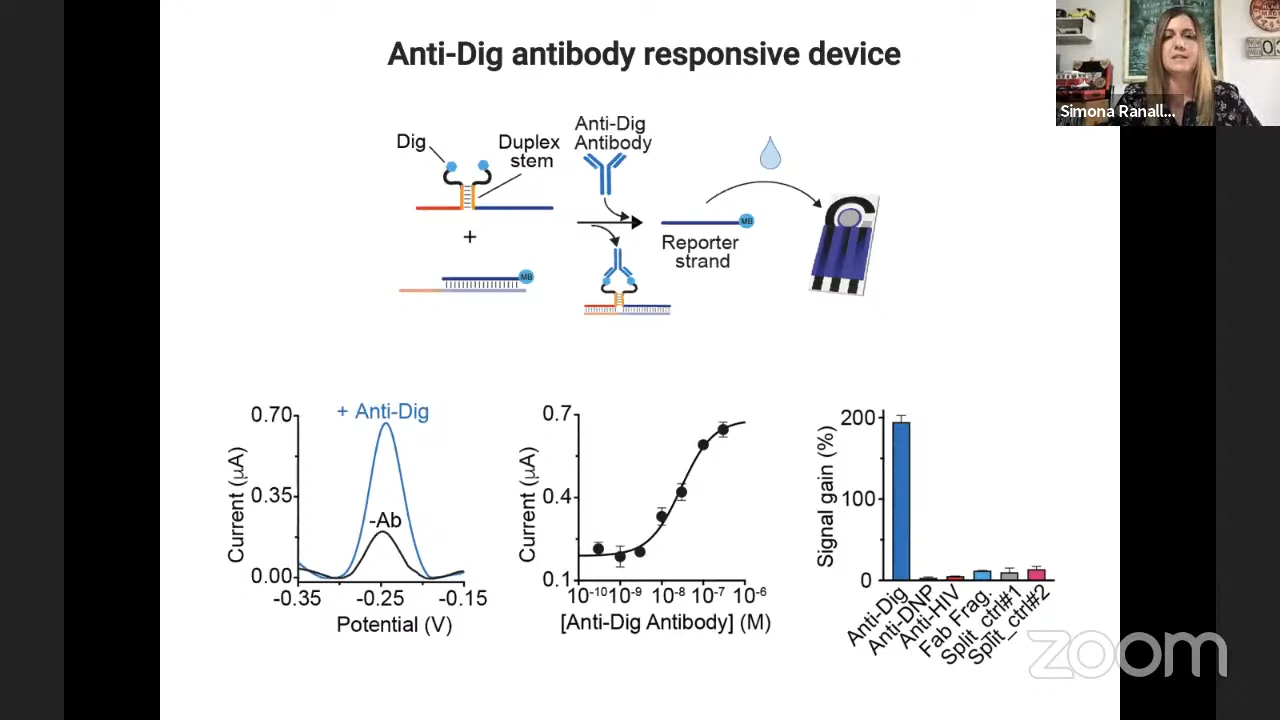 Anti-Dig antibody responsive device
Simona Ranall...
Dig
Duplex
stem
Anti-Dig
Antibody
+
MB
MB
Reporter
strand
+ Anti-Dig
-Ab
0.70
0.35
0.00
Current (µA)
-0.35
-0.25
-0.15
Potential (V)
0.7
0.4
0.1
Current (µA)
10-10
10-9
10-8
10-7
10-6
[Anti-Dig Antibody] (M)
200
100
0
Signal gain (%)
Anti-Dig
Anti-DNP
Anti-HIV
Fab Frag.
Split_ctrl#1
Split_ctrl#2
zoom